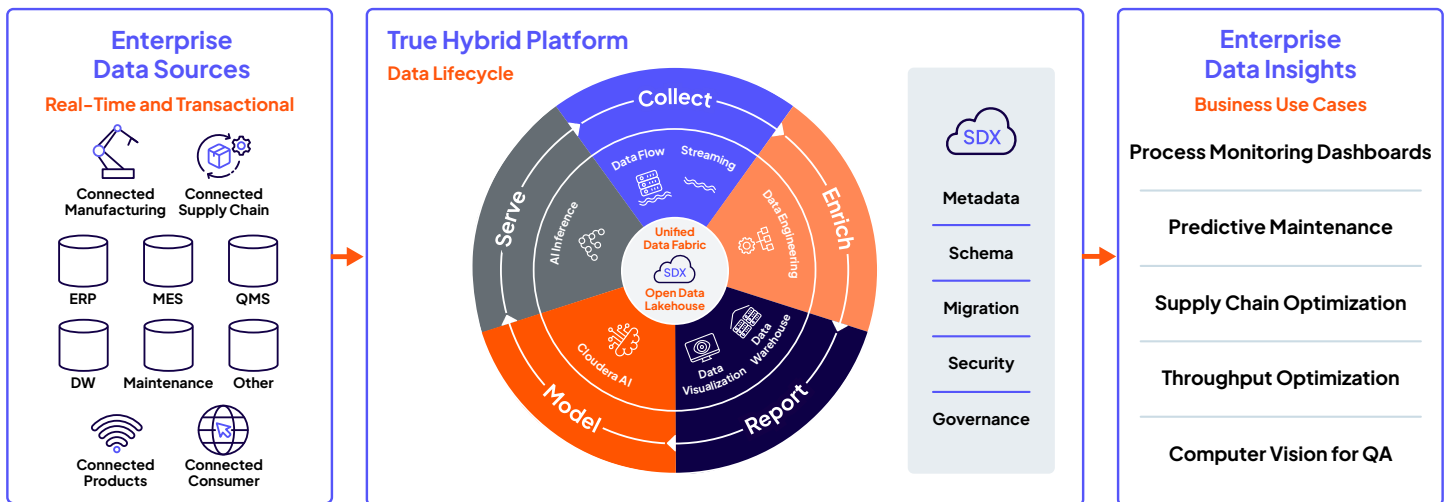 Enterprise
Data Sources
Real-Time and Transactional
Connected
Manufacturing
Connected
Supply Chain
ERP
MES
QMS
DW
Maintenance
Other
Connected
Products
Connected
Consumer
True Hybrid Platform
Data Lifecycle
Collect
Data Flow
Streaming
Enrich
Data Engineering
Report
Data
Warehouse
Data
Visualization
Model
Cloudera AI
Serve
AI Inference
Unified
Data Fabric
SDX
Open Data
Lakehouse
SDX
Metadata
Schema
Migration
Security
Governance
Enterprise
Data Insights
Business Use Cases
Process Monitoring Dashboards
Predictive Maintenance
Supply Chain Optimization
Throughput Optimization
Computer Vision for QA